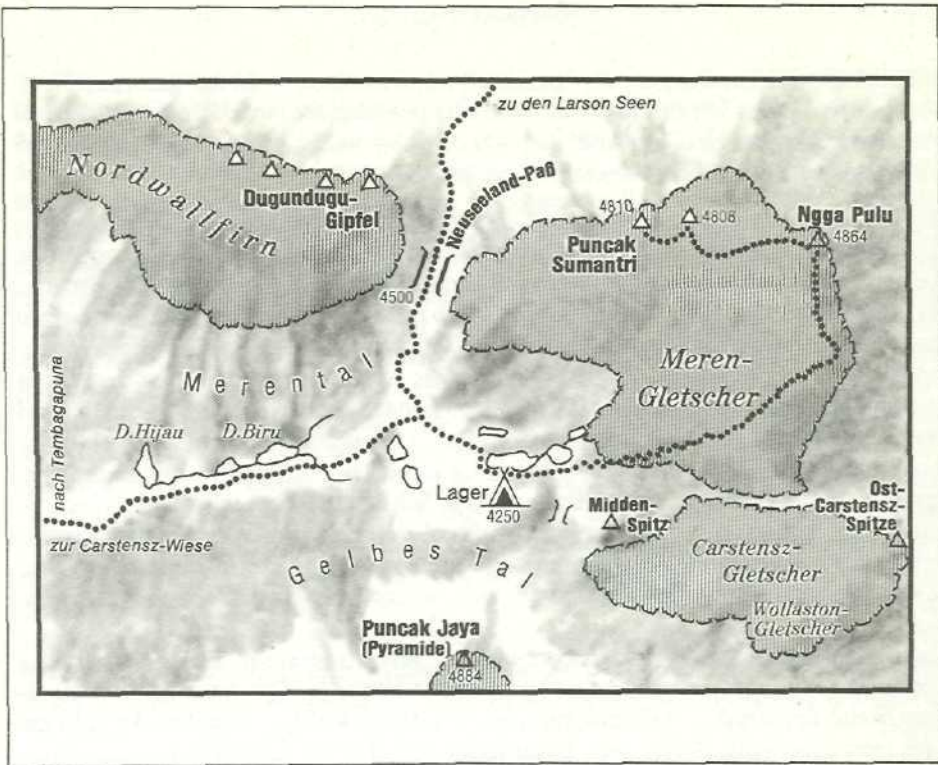 zu den Larson Seen
Nordwallfirn
Dugundugu-
Gipfel
Neuseeland-Paß
4500
4810
4808
Puncak
Sumantri
Ngga Pulu
4864
Meren-
Gletscher
Merental
nach Tembagapuna
D.Hijau
D.Biru
Lager
4250
zur Carstensz-Wiese
Gelbes Tal
Midden-
Spitz
Ost-
Carstensz-
Spitze
Carstensz-
Gletscher
Wollaston-
Gletscher
Puncak Jaya
(Pyramide)
4884